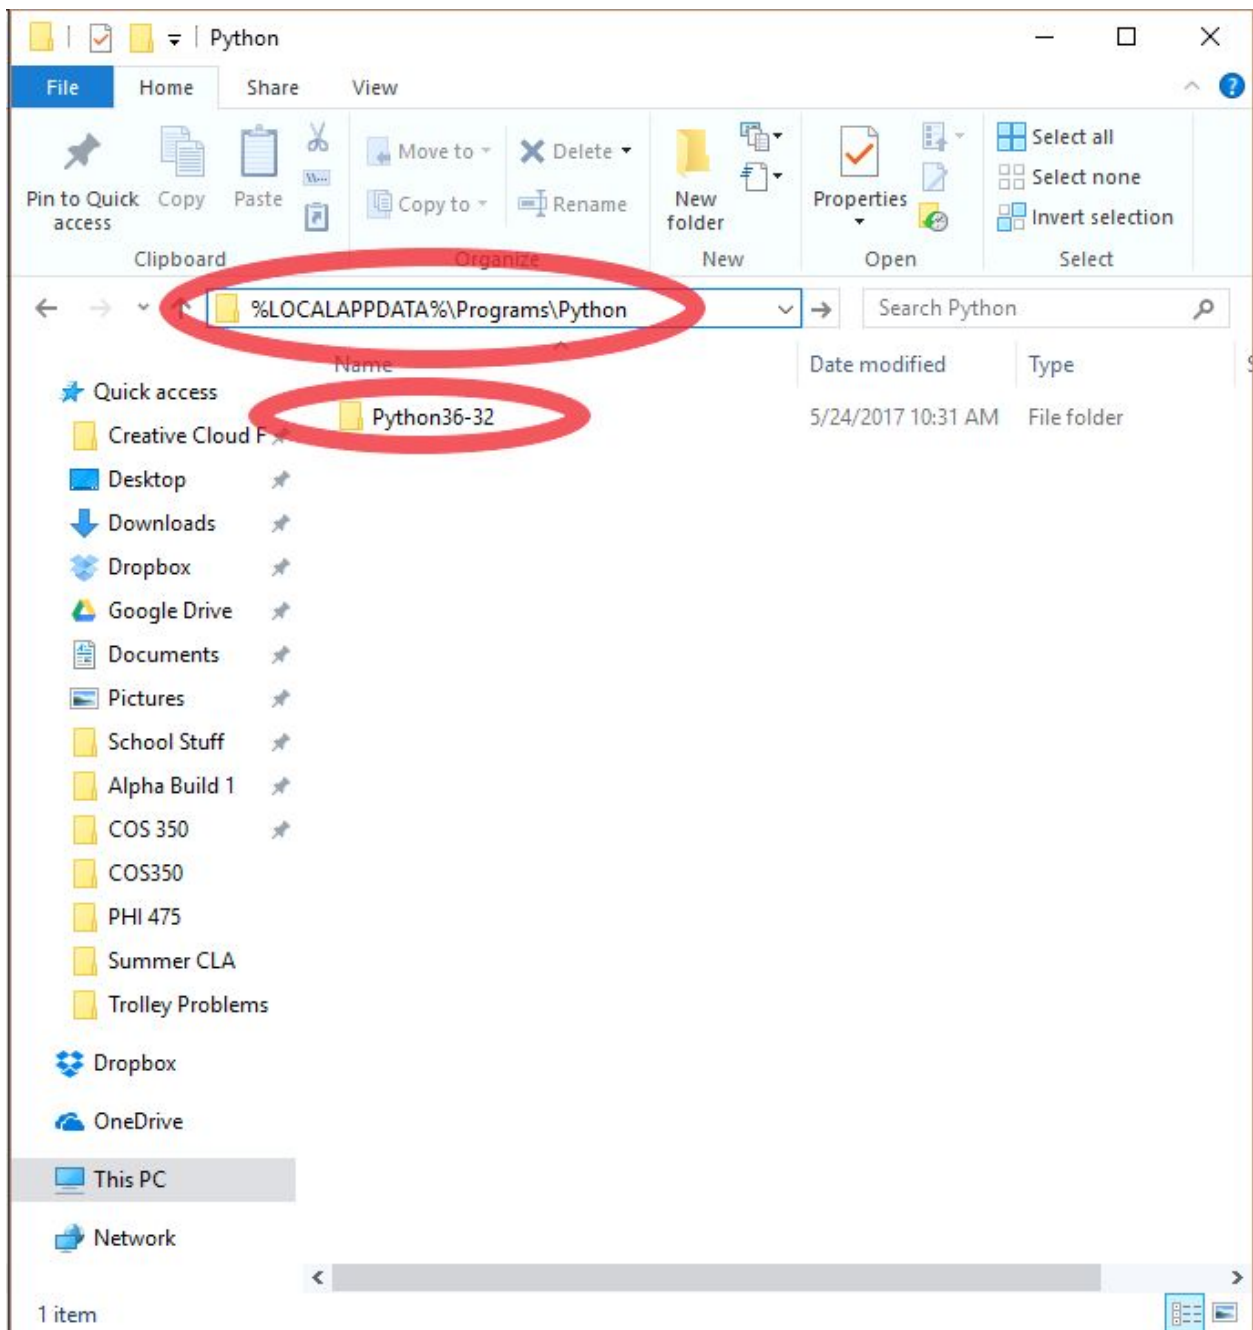 Python
File Home Share View
Pin to Quick access
Copy
Paste
Clipboard
Move to
Copy to
Delete
Rename
Organize
New folder
New
Properties
Open
Select all
Select none
Invert selection
Select
%LOCALAPPDATA%\Programs\Python
Search Python
Name Date modified Type
Python36-32 5/24/2017 10:31 AM File folder
Quick access
Creative Cloud F
Desktop
Downloads
Dropbox
Google Drive
Documents
Pictures
School Stuff
Alpha Build 1
COS 350
COS350
PHI 475
Summer CLA
Trolley Problems
Dropbox
OneDrive
This PC
Network
1 item